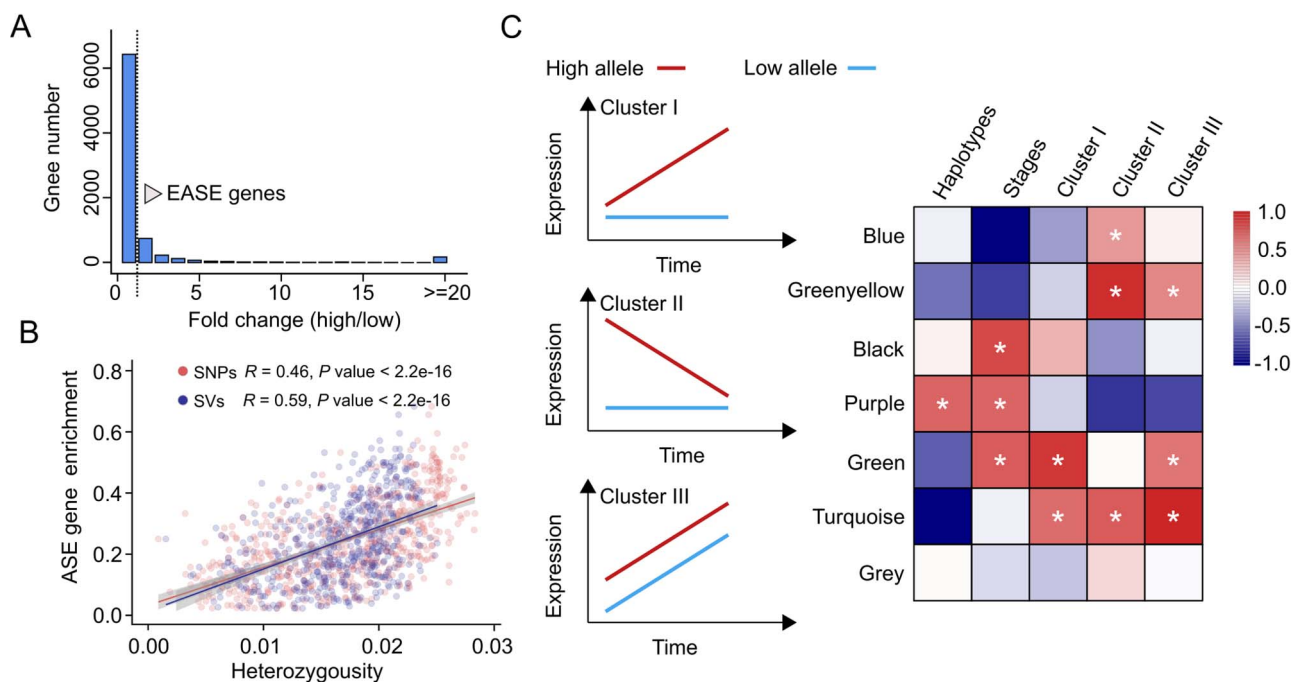 A
Gnee number
0
2000
4000
6000
EASE genes
0
5
10
15
>=20
Fold change (high/low)
B
ASE gene enrichment
0.8
0.6
0.4
0.2
0.0
SNPs R = 0.46, P value < 2.2e-16
SVs R = 0.59, P value < 2.2e-16
0.00
0.01
0.02
0.03
Heterozygousity
C
High allele
Low allele
Cluster I
Expression
Time
Cluster II
Expression
Time
Cluster III
Expression
Time
Haplotypes
Stages
Cluster I
Cluster II
Cluster III
Blue *
Greenyellow * *
Black *
Purple * *
Green * * *
Turquoise * * *
Grey
1.0
0.5
0.0
-0.5
-1.0